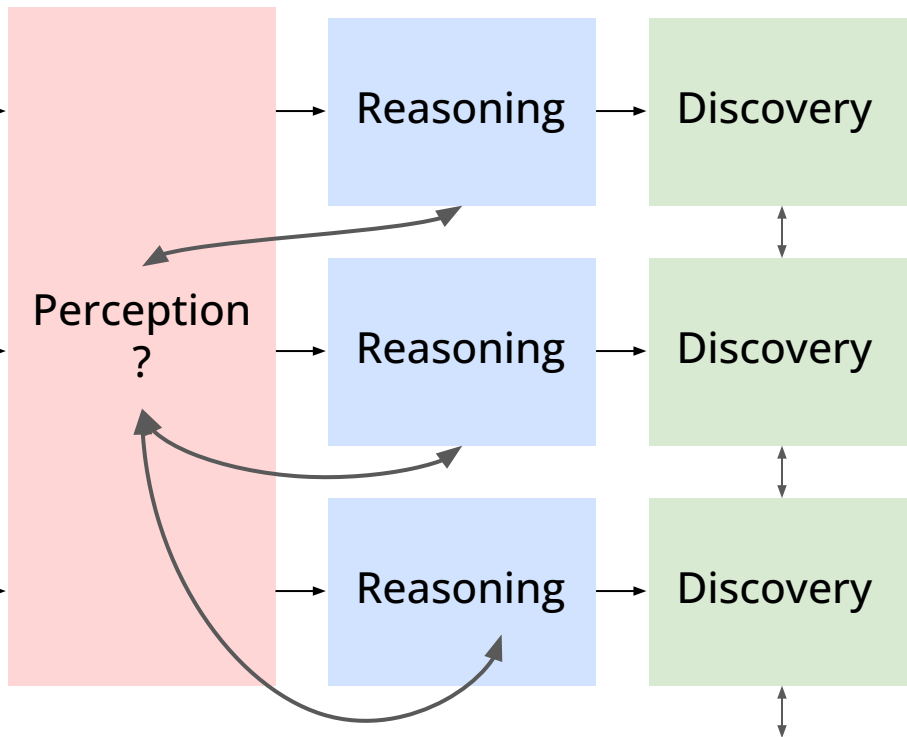 Reasoning
Discovery
Perception
?
Reasoning
Discovery
Reasoning
Discovery